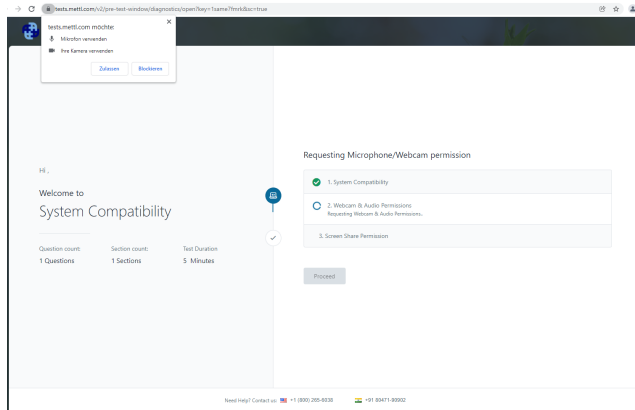 tests.mettl.com/v2/pre-test-window/diagnostics/open?key=1same7fmrk&sc=true
tests.mettl.com möchte:
Mikrofon verwenden
Ihre Kamera verwenden
Zulassen Blockieren
Hi ,
Welcome to
System Compatibility
Question count: Section count: Test Duration
1 Questions 1 Sections 5 Minutes
Requesting Microphone/Webcam permission
1. System Compatibility
2. Webcam & Audio Permissions
Requesting Webcam & Audio Permissions..
3. Screen Share Permission
Proceed
Need Help? Contact us: +1 (800) 265-6038 +91 80471-90902